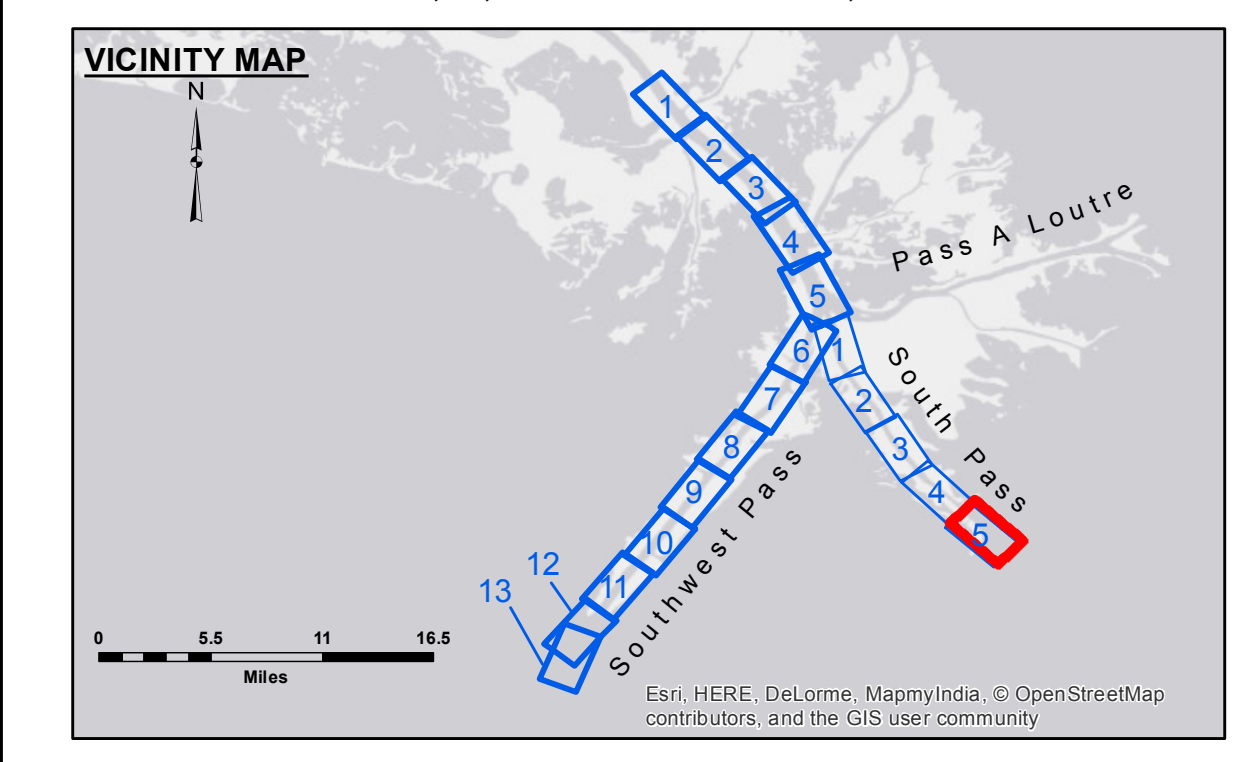 VICINITY MAP
N
1
2
3
4
5
Pass A Loutre
6
1
7
2
8
3
9
4
10
5
11
12
13
South Pass
Southwest Pass
0 5.5 11 16.5
Miles
Esri, HERE, DeLorme, MapmyIndia, © OpenStreetMap
contributors, and the GIS user community